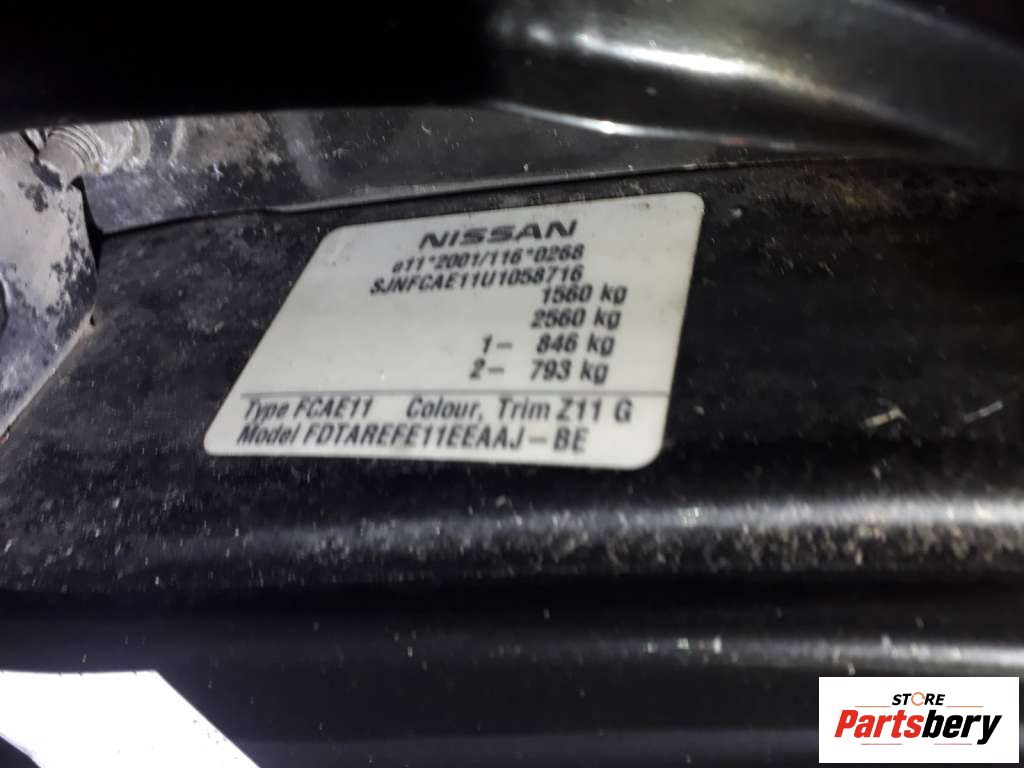 NISSAN
e11*2001/116*0268
SJNFCAE11U1058716
1560 kg
2560 kg
1- 846 kg
2- 793 kg
Type FCAE11 Colour, Trim Z11 G
Model FDTAREFE11EEAAJ - BE
STORE
Partsbery